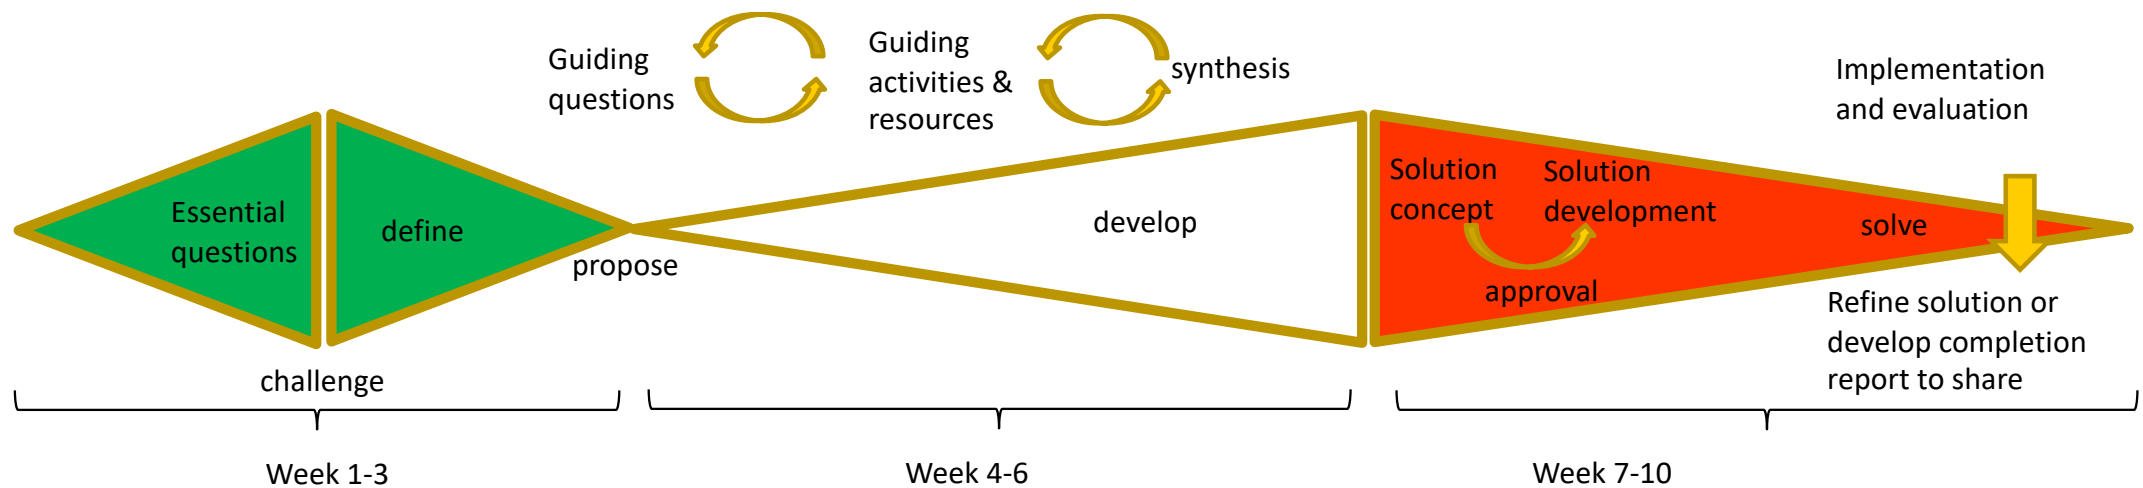 Guiding
questions
Guiding
activities &
resources
synthesis
Implementation
and evaluation
Essential
questions
define
propose
develop
Solution
concept
Solution
development
approval
solve
Refine solution or
develop completion
report to share
challenge
Week 1-3
Week 4-6
Week 7-10